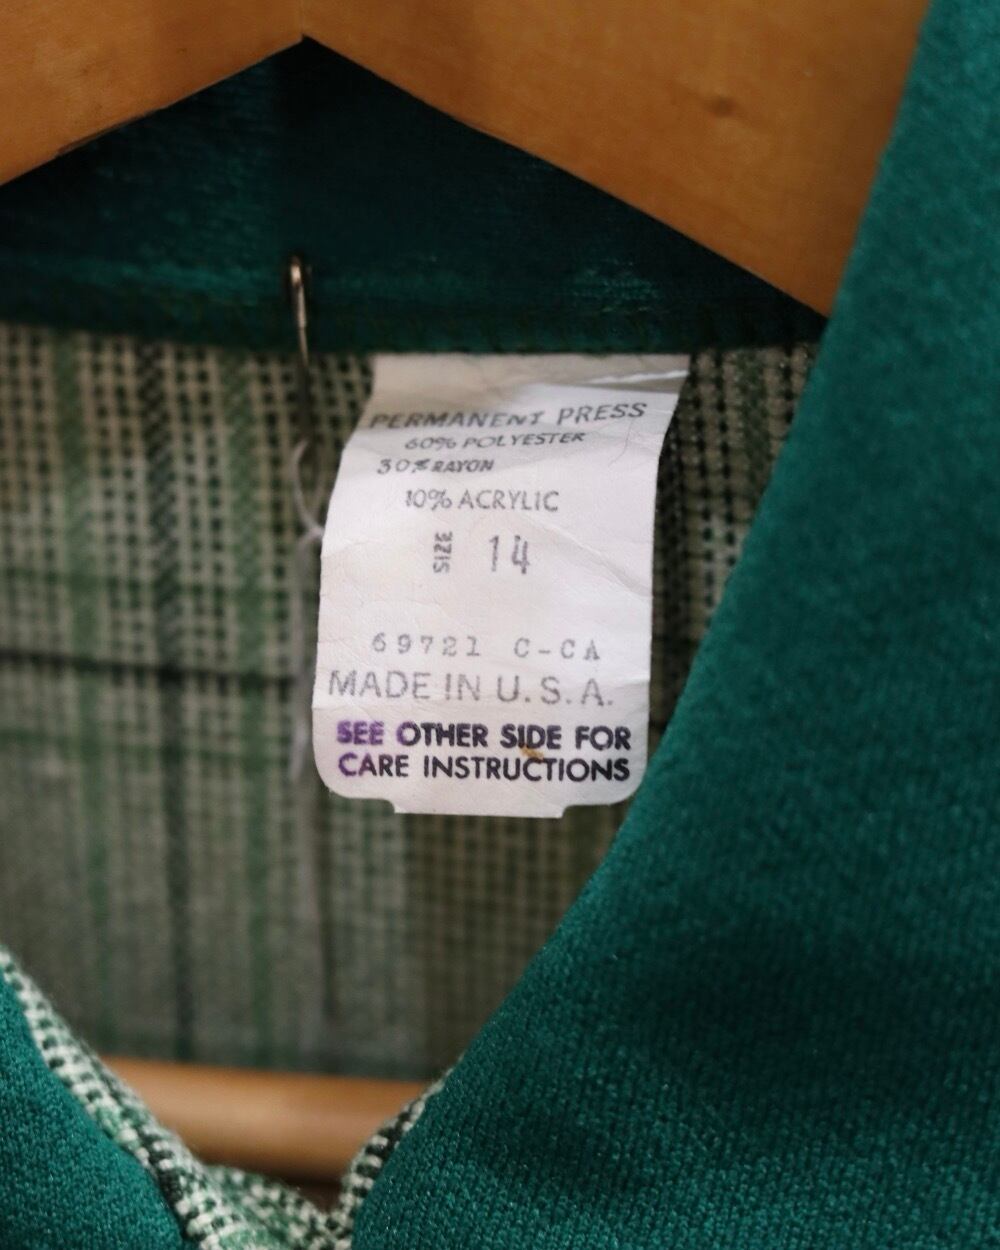 PERMANENT PRESS
60% POLYESTER
30% RAYON
10% ACRYLIC
SIZE 14
69721 C-CA
MADE IN U.S.A.
SEE OTHER SIDE FOR
CARE INSTRUCTIONS